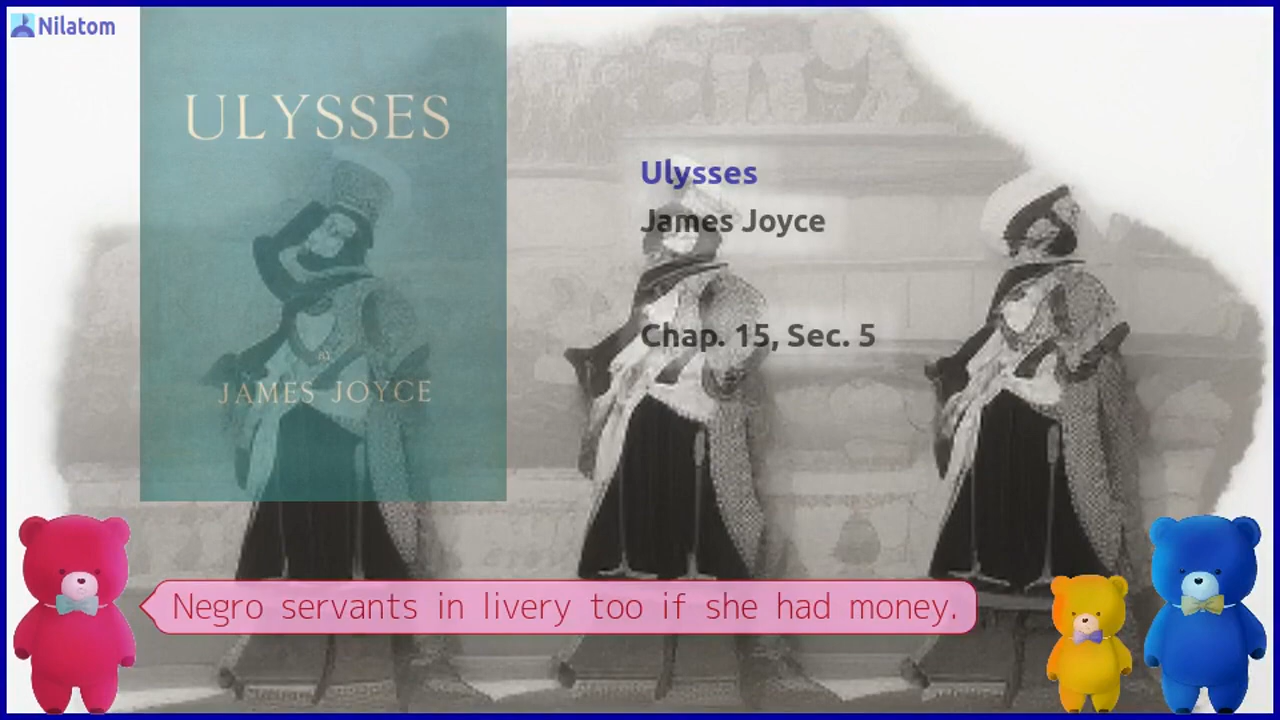 Nilatom
ULYSSES
BY
JAMES JOYCE
Ulysses
James Joyce
Chap. 15, Sec. 5
Negro servants in livery too if she had money.